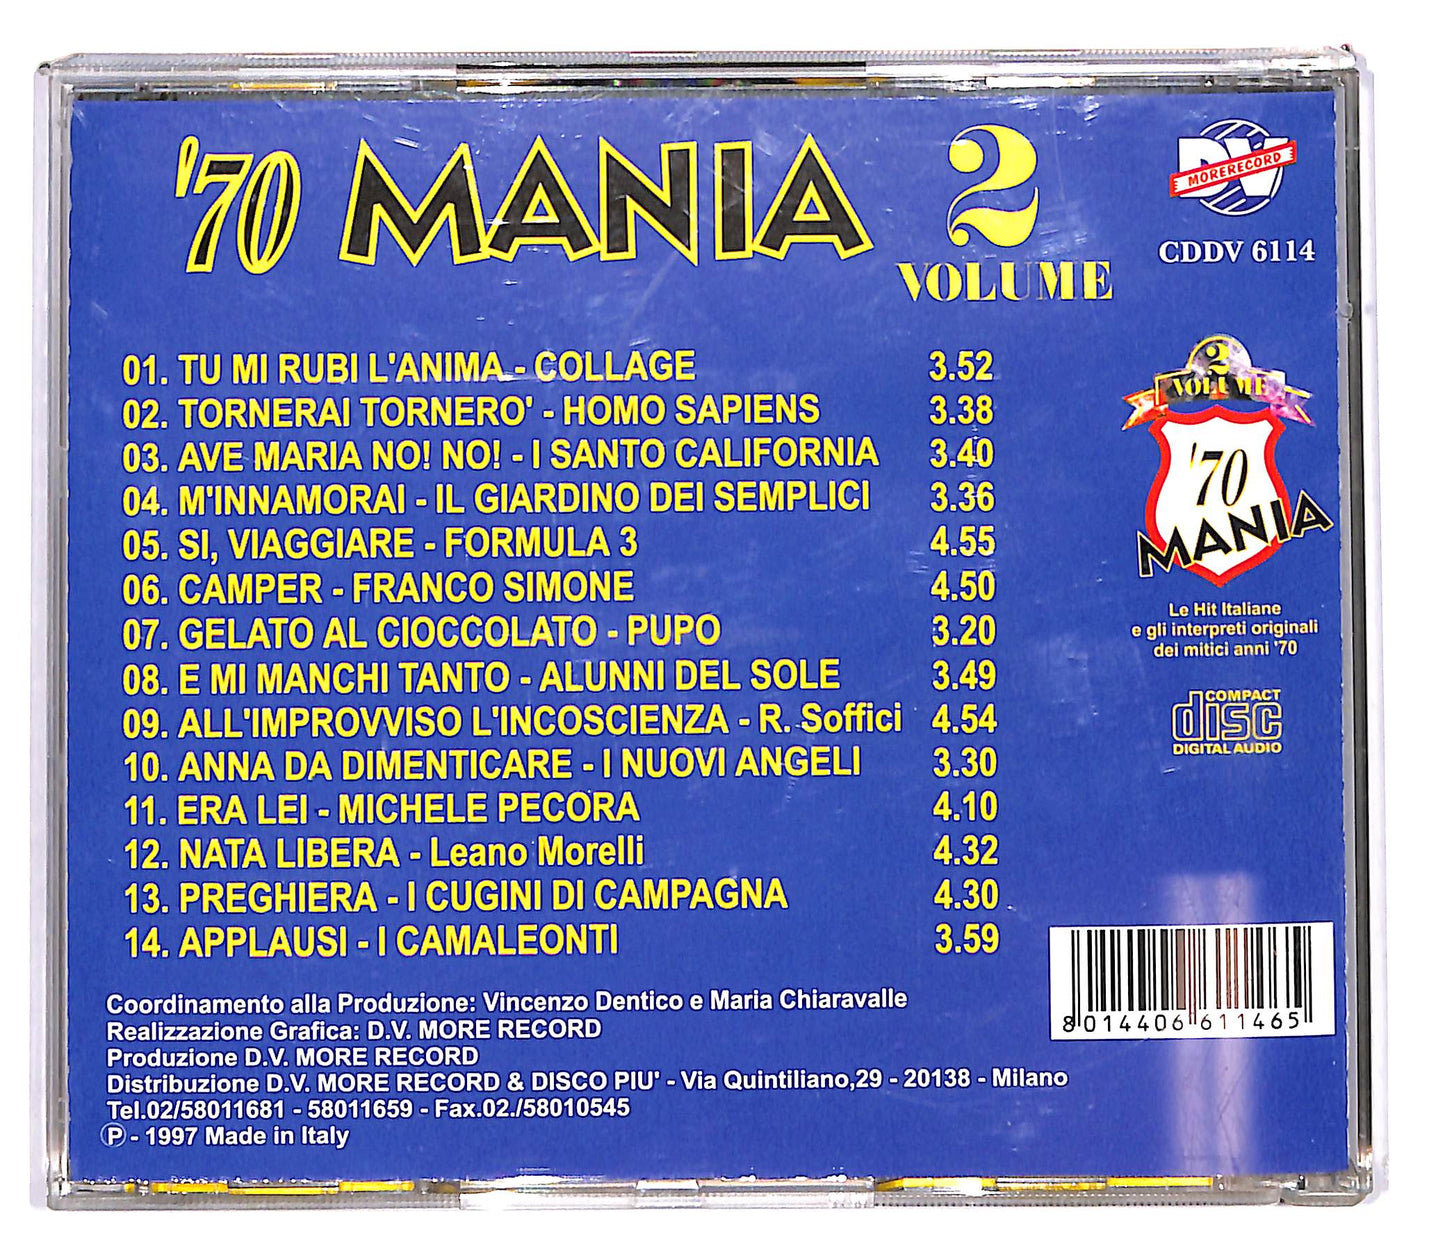 '70 MANIA 2
VOLUME
DV
MORERECORD
CDDV 6114
01. TU MI RUBI L'ANIMA - COLLAGE 3.52
02. TORNERAI TORNERO' - HOMO SAPIENS 3.38
03. AVE MARIA NO! NO! - I SANTO CALIFORNIA 3.40
04. M'INNAMORAI - IL GIARDINO DEI SEMPLICI 3.36
05. SI, VIAGGIARE - FORMULA 3 4.55
06. CAMPER - FRANCO SIMONE 4.50
07. GELATO AL CIOCCOLATO - PUPO 3.20
08. E MI MANCHI TANTO - ALUNNI DEL SOLE 3.49
09. ALL'IMPROVVISO L'INCOSCIENZA - R. Soffici 4.54
10. ANNA DA DIMENTICARE - I NUOVI ANGELI 3.30
11. ERA LEI - MICHELE PECORA 4.10
12. NATA LIBERA - Leano Morelli 4.32
13. PREGHIERA - I CUGINI DI CAMPAGNA 4.30
14. APPLAUSI - I CAMALEONTI 3.59
2
VOLUME
'70
MANIA
Le Hit Italiane
e gli interpreti originali
dei mitici anni '70
COMPACT
disc
DIGITAL AUDIO
8 014406 611465
Coordinamento alla Produzione: Vincenzo Dentico e Maria Chiaravalle
Realizzazione Grafica: D.V. MORE RECORD
Produzione D.V. MORE RECORD
Distribuzione D.V. MORE RECORD & DISCO PIU' - Via Quintiliano,29 - 20138 - Milano
Tel.02/58011681 - 58011659 - Fax.02./58010545
Ⓟ - 1997 Made in Italy